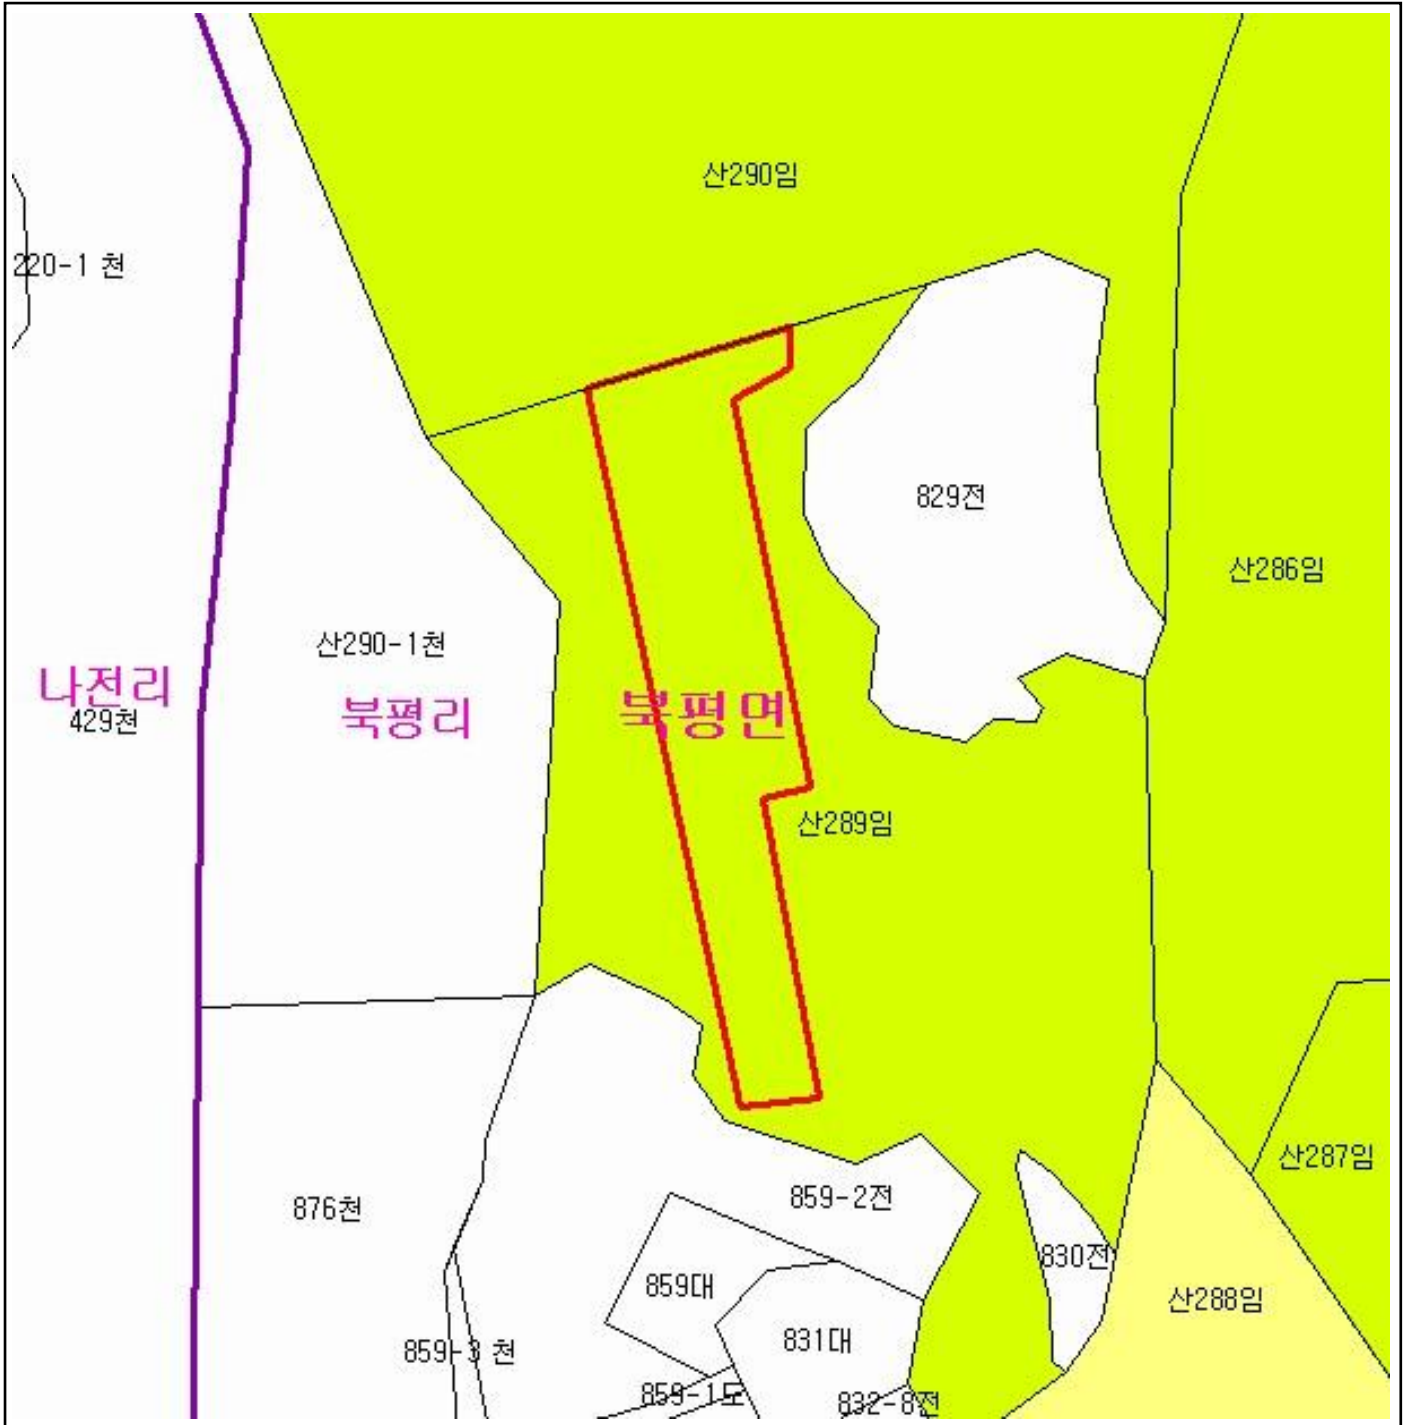 산290임
220-1 천
829전
산286임
산290-1천
나전리
429천
북평리
북평면
산289임
산287임
859-2전
876천
830전
859대
산288임
831대
859-3 천
859-1도
832-8전